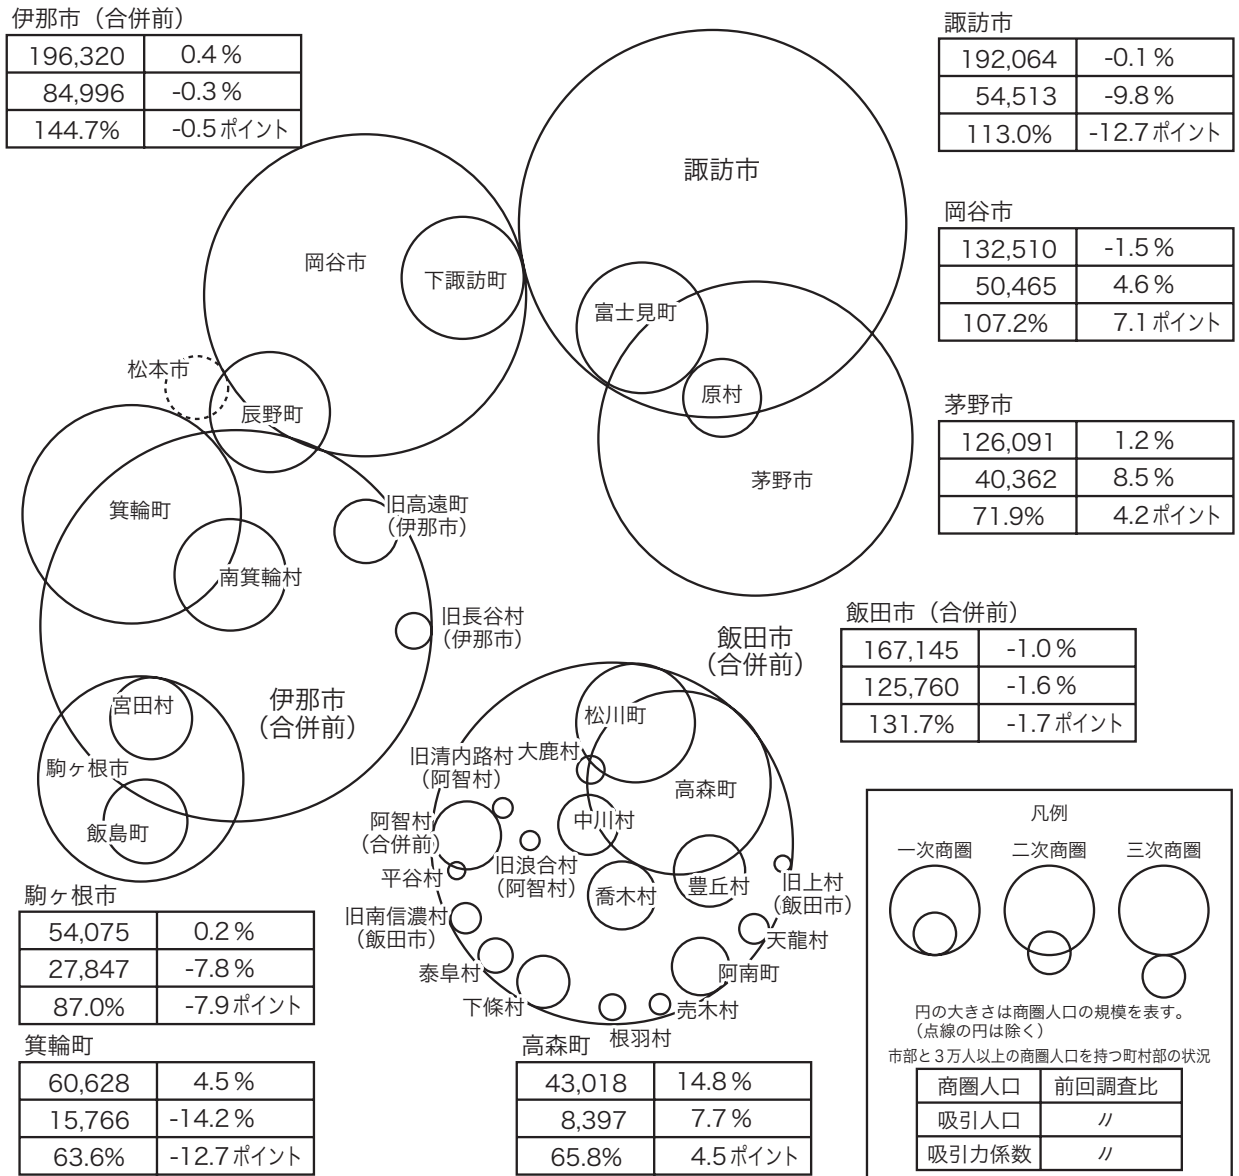 伊那市（合併前）
196,320 0.4%
84,996 -0.3%
144.7% -0.5ポイント
諏訪市
192,064 -0.1%
54,513 -9.8%
113.0% -12.7ポイント
諏訪市
岡谷市
132,510 -1.5%
50,465 4.6%
107.2% 7.1ポイント
岡谷市
下諏訪町
富士見町
原村
松本市
辰野町
茅野市
126,091 1.2%
40,362 8.5%
71.9% 4.2ポイント
茅野市
箕輪町
旧高遠町
（伊那市）
南箕輪村
旧長谷村
（伊那市）
飯田市（合併前）
167,145 -1.0%
125,760 -1.6%
131.7% -1.7ポイント
飯田市
（合併前）
宮田村
伊那市
（合併前）
駒ヶ根市
飯島町
松川町
旧清内路村
（阿智村）
大鹿村
高森町
阿智村
（合併前）
中川村
平谷村
旧浪合村
（阿智村）
喬木村
豊丘村
旧上村
（飯田市）
旧南信濃村
（飯田市）
天龍村
泰阜村
阿南町
下條村
売木村
根羽村
駒ヶ根市
54,075 0.2%
27,847 -7.8%
87.0% -7.9ポイント
箕輪町
60,628 4.5%
15,766 -14.2%
63.6% -12.7ポイント
高森町
43,018 14.8%
8,397 7.7%
65.8% 4.5ポイント
凡例
一次商圏 二次商圏 三次商圏
円の大きさは商圏人口の規模を表す。
（点線の円は除く）
市部と３万人以上の商圏人口を持つ町村部の状況
商圏人口 前回調査比
吸引人口 〃
吸引力係数 〃